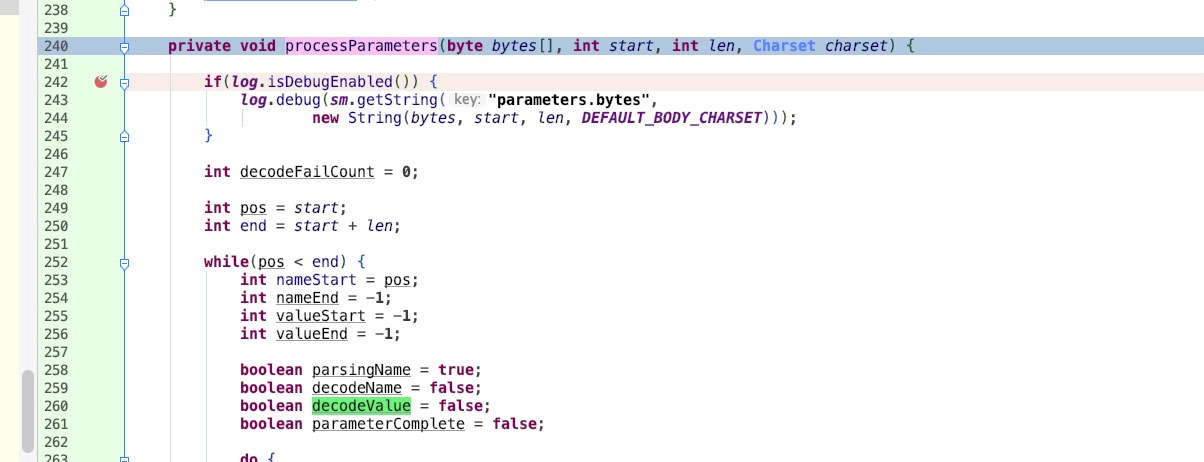 238 }
239
240 private void processParameters(byte bytes[], int start, int len, Charset charset) {
241
242 if(log.isDebugEnabled()) {
243 log.debug(sm.getString( key: "parameters.bytes",
244 new String(bytes, start, len, DEFAULT_BODY_CHARSET)));
245 }
246
247 int decodeFailCount = 0;
248
249 int pos = start;
250 int end = start + len;
251
252 while(pos < end) {
253 int nameStart = pos;
254 int nameEnd = -1;
255 int valueStart = -1;
256 int valueEnd = -1;
257
258 boolean parsingName = true;
259 boolean decodeName = false;
260 boolean decodeValue = false;
261 boolean parameterComplete = false;
262
263 do {